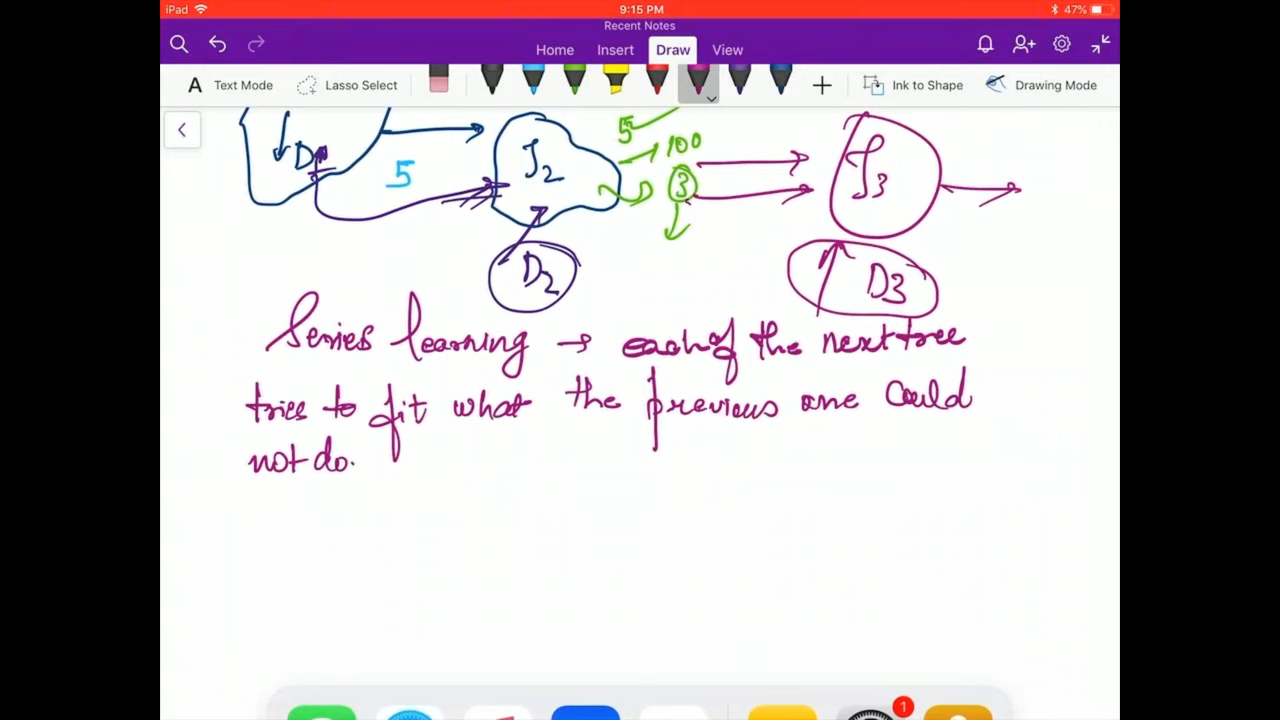 iPad 9:15 PM 47%
Recent Notes
Home Insert Draw View
A Text Mode Lasso Select Ink to Shape Drawing Mode
5
100
D
5
3
D2
D3
Series learning → each of the next tree
tries to fit what the previous one could
not do.
1